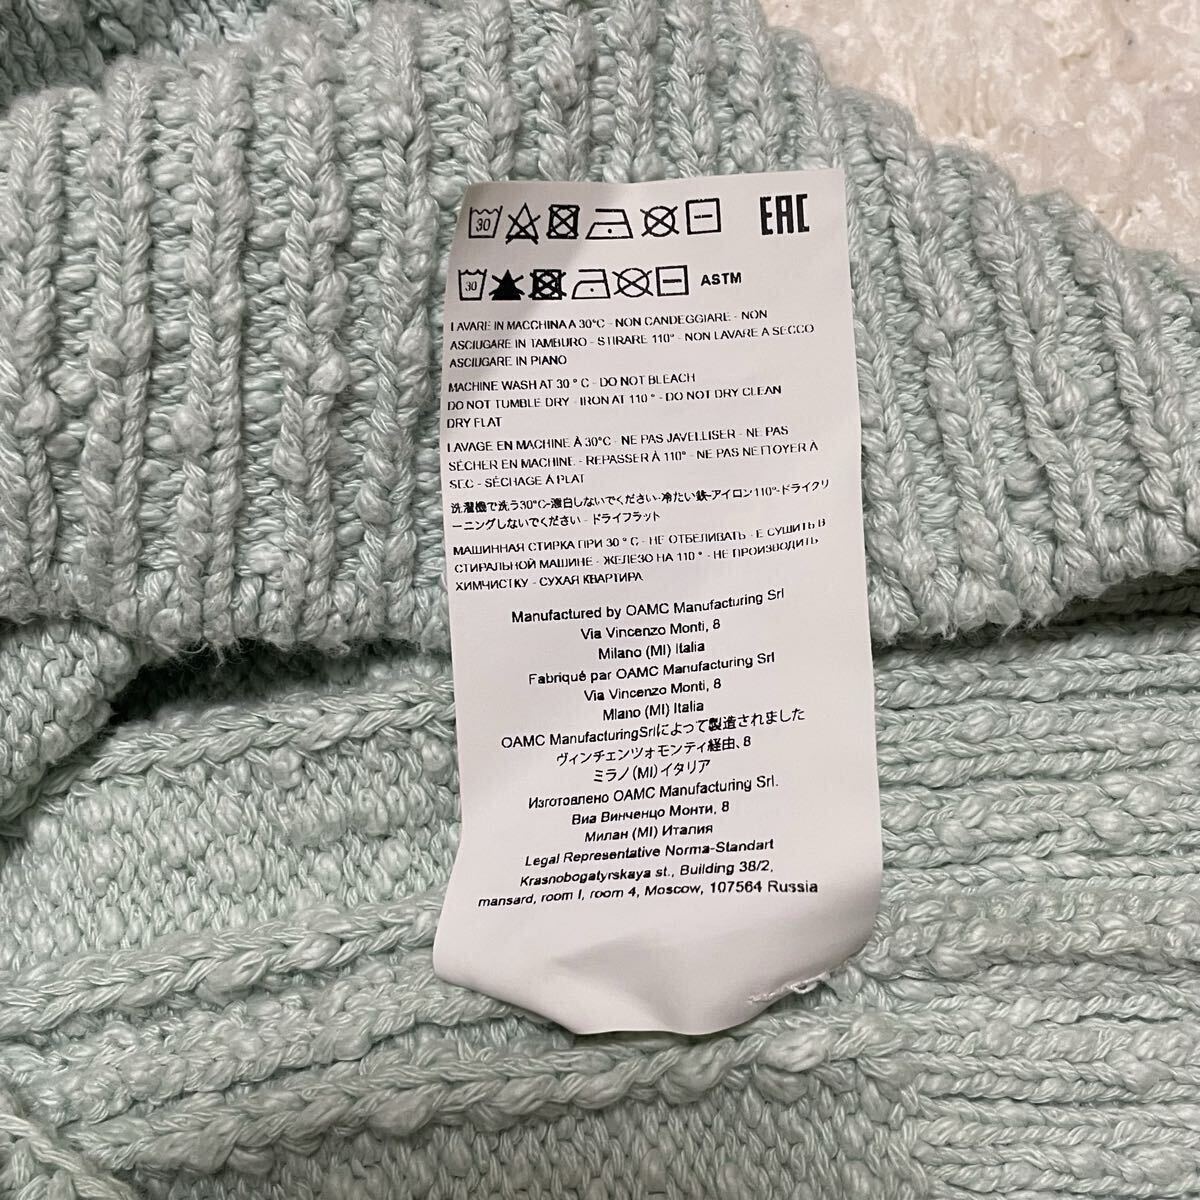 30 EAC
30 ASTM
LAVARE IN MACCHINA A 30°C - NON CANDEGGIARE - NON
ASCIUGARE IN TAMBURO - STIRARE 110° - NON LAVARE A SECCO
ASCIUGARE IN PIANO
MACHINE WASH AT 30 ° C - DO NOT BLEACH
DO NOT TUMBLE DRY - IRON AT 110 ° - DO NOT DRY CLEAN
DRY FLAT
LAVAGE EN MACHINE À 30°C - NE PAS JAVELLISER - NE PAS
SÉCHER EN MACHINE - REPASSER À 110° - NE PAS NETTOYER À
SEC - SÉCHAGE À PLAT
洗濯機で洗う30°C-漂白しないでください-冷たい鉄-アイロン110°-ドライクリ
ーニングしないでください - ドライフラット
МАШИННАЯ СТИРКА ПРИ 30 ° C - НЕ ОТБЕЛИВАТЬ - Е СУШИТЬ В
СТИРАЛЬНОЙ МАШИНЕ - ЖЕЛЕЗО НА 110 ° - НЕ ПРОИЗВОДИТЬ
ХИМЧИСТКУ - СУХАЯ КВАРТИРА
Manufactured by OAMC Manufacturing Srl
Via Vincenzo Monti, 8
Milano (MI) Italia
Fabriqué par OAMC Manufacturing Srl
Via Vincenzo Monti, 8
Mlano (MI) Italia
OAMC ManufacturingSrlによって製造されました
ヴィンチェンツォモンティ経由、8
ミラノ(MI)イタリア
Изготовлено OAMC Manufacturing Srl.
Виа Винченцо Монти, 8
Милан (MI) Италия
Legal Representative Norma-Standart
Krasnobogatyrskaya st., Building 38/2,
mansard, room I, room 4, Moscow, 107564 Russia